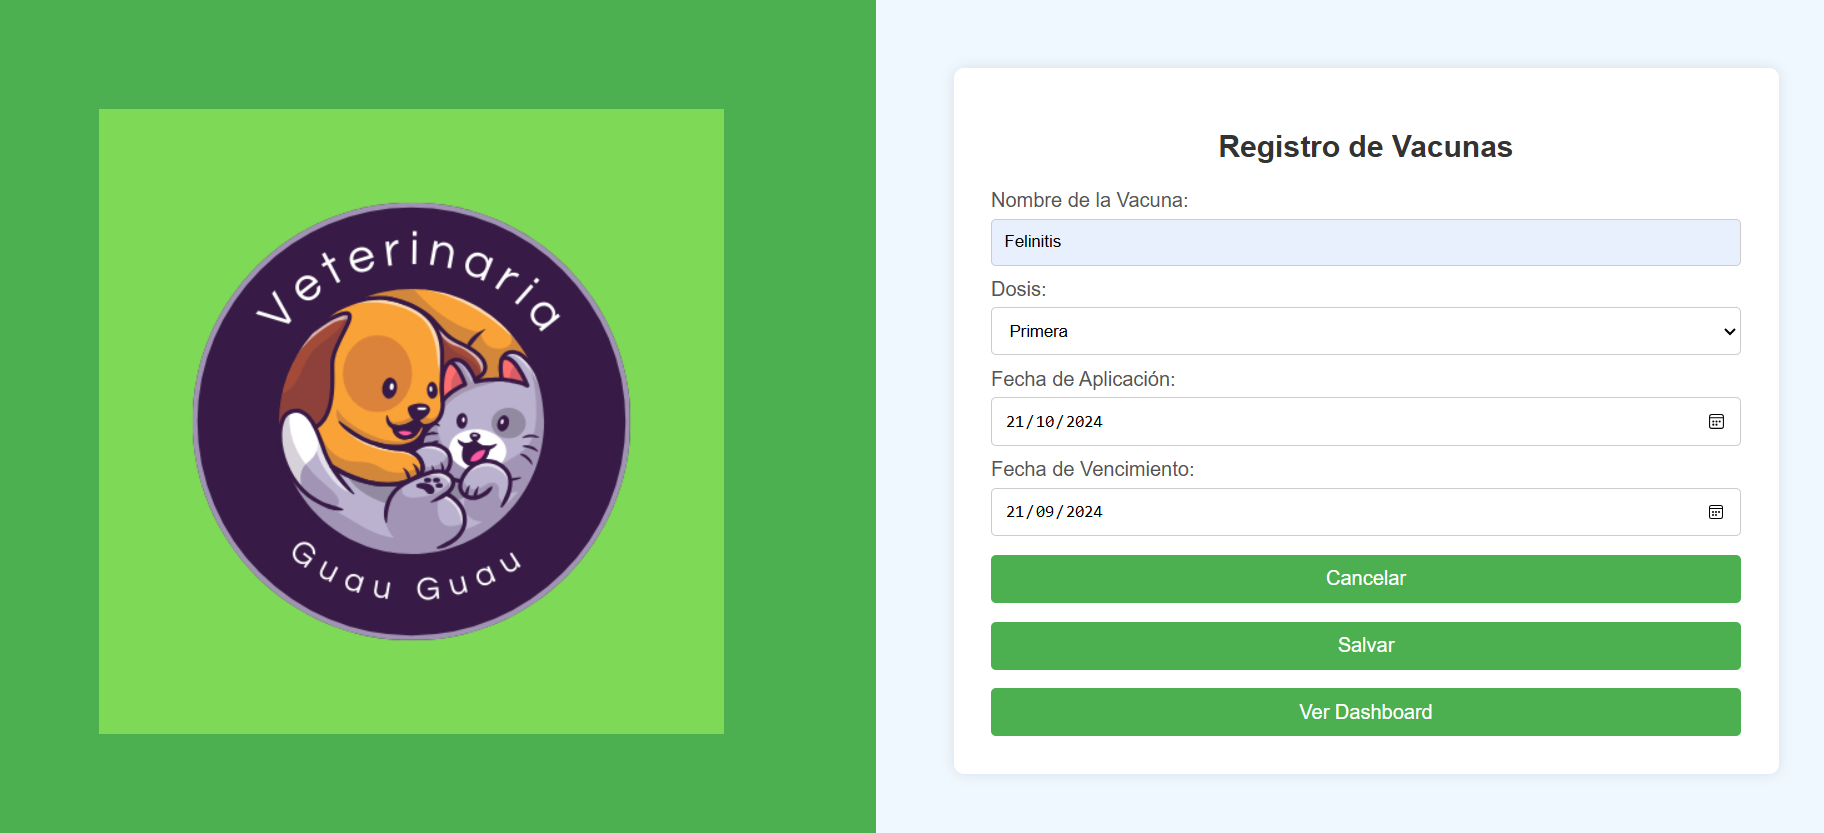 Veterinaria
Guau Guau
Registro de Vacunas
Nombre de la Vacuna:
Felinitis
Dosis:
Primera
Fecha de Aplicación:
21/10/2024
Fecha de Vencimiento:
21/09/2024
Cancelar
Salvar
Ver Dashboard